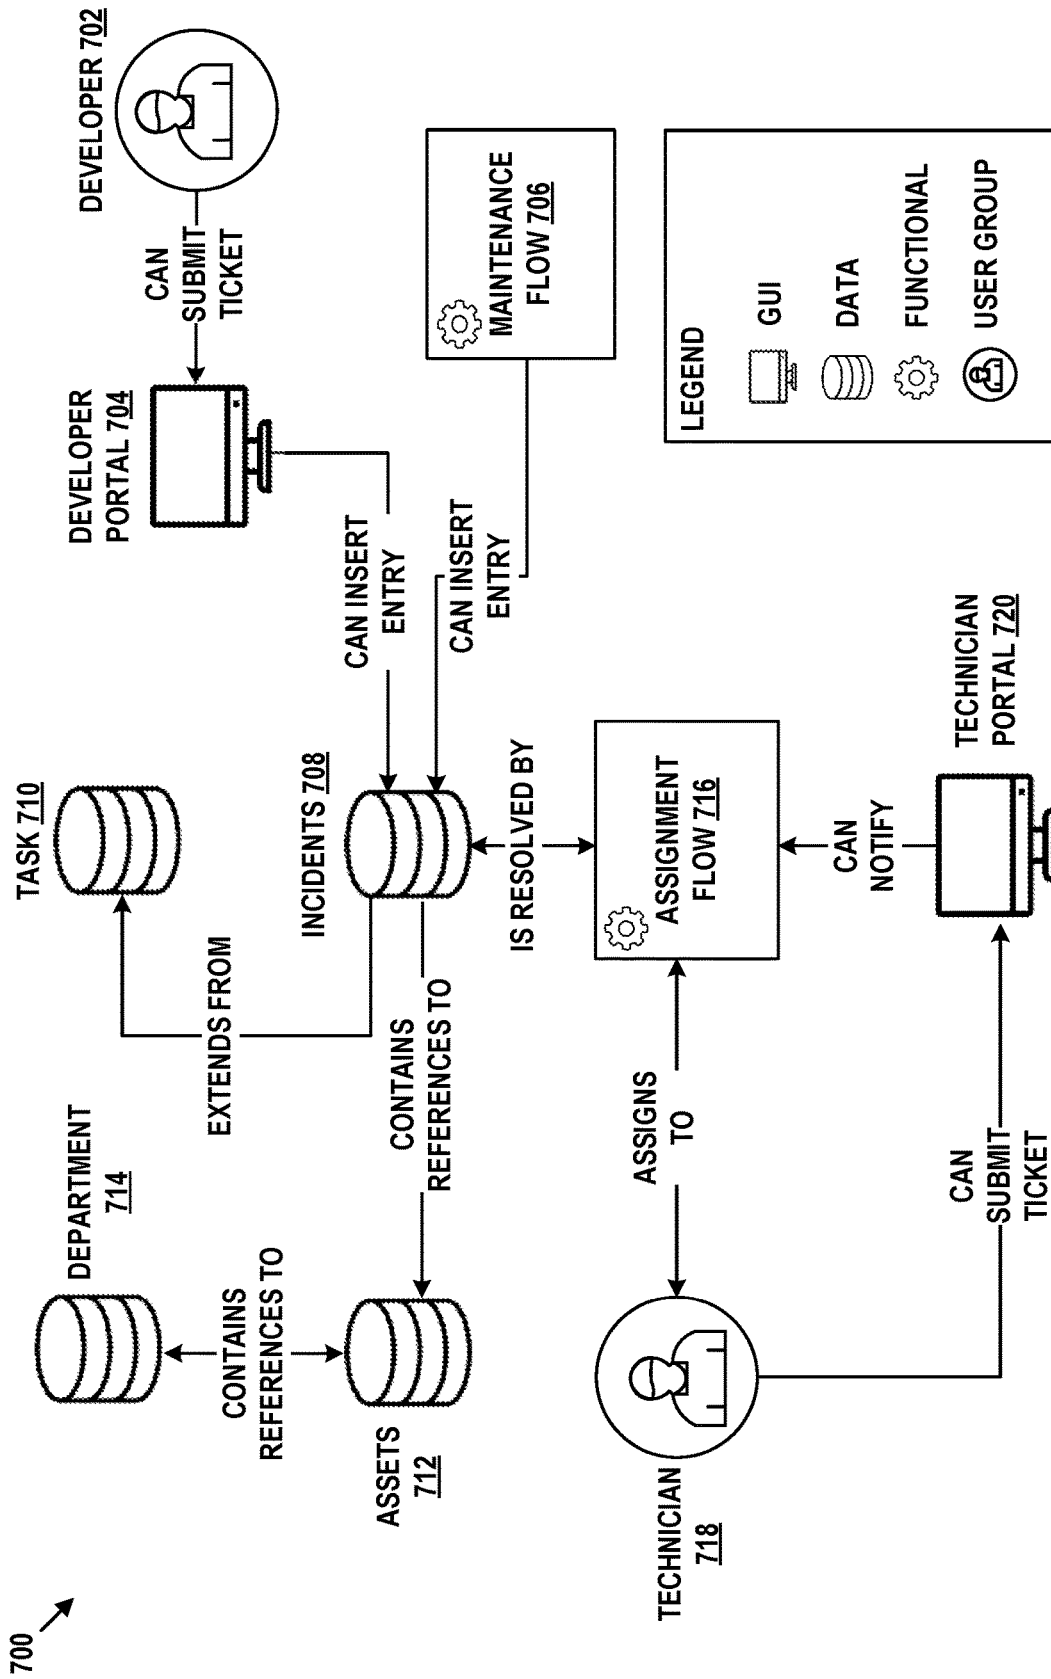 700
DEPARTMENT
714
TASK 710
DEVELOPER 702
EXTENDS FROM
DEVELOPER
PORTAL 704
CAN
SUBMIT
TICKET
CONTAINS
REFERENCES TO
ASSETS
712
CONTAINS
REFERENCES TO
INCIDENTS 708
CAN INSERT
ENTRY
CAN INSERT
ENTRY
MAINTENANCE
FLOW 706
IS RESOLVED BY
TECHNICIAN
718
ASSIGNS
TO
ASSIGNMENT
FLOW 716
CAN
NOTIFY
CAN
SUBMIT
TICKET
TECHNICIAN
PORTAL 720
LEGEND
GUI
DATA
FUNCTIONAL
USER GROUP